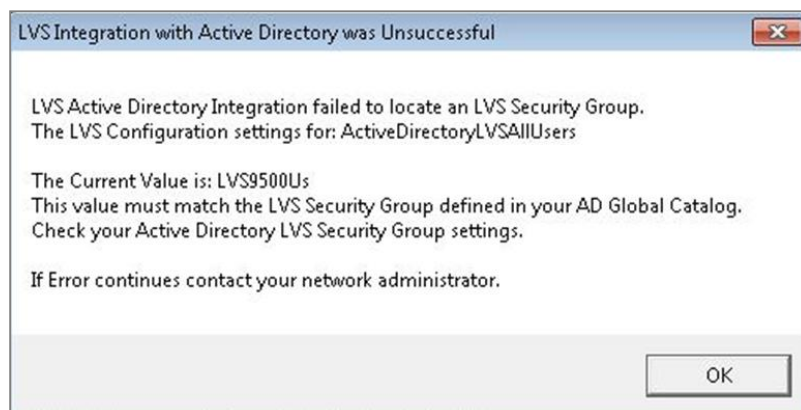 LVS Integration with Active Directory was Unsuccessful
LVS Active Directory Integration failed to locate an LVS Security Group.
The LVS Configuration settings for: ActiveDirectoryLVSAllUsers
The Current Value is: LVS9500Us
This value must match the LVS Security Group defined in your AD Global Catalog.
Check your Active Directory LVS Security Group settings.
If Error continues contact your network administrator.
OK